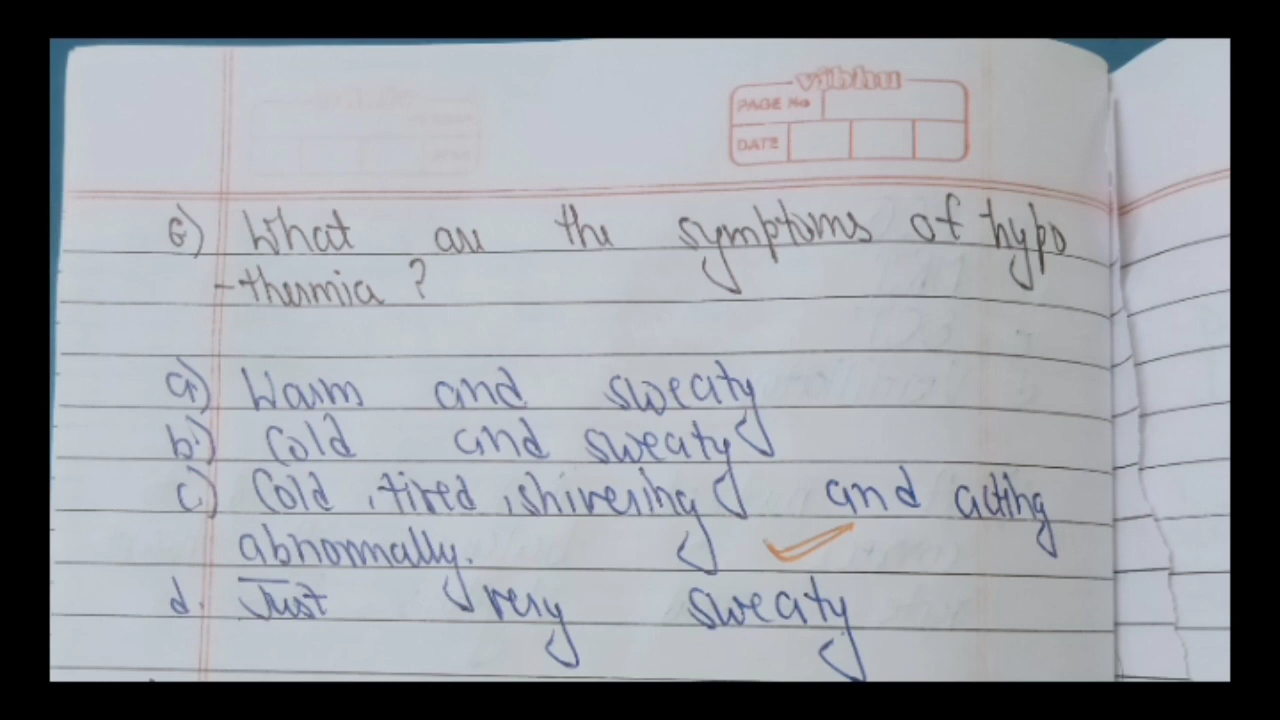 vibhu
PAGE No
DATE
Q) What are the symptoms of hypo
-thermia ?
a) Warm and sweaty
b.) Cold and sweaty
c) Cold , tired , shivering and acting
abnormally.
d. Just very sweaty